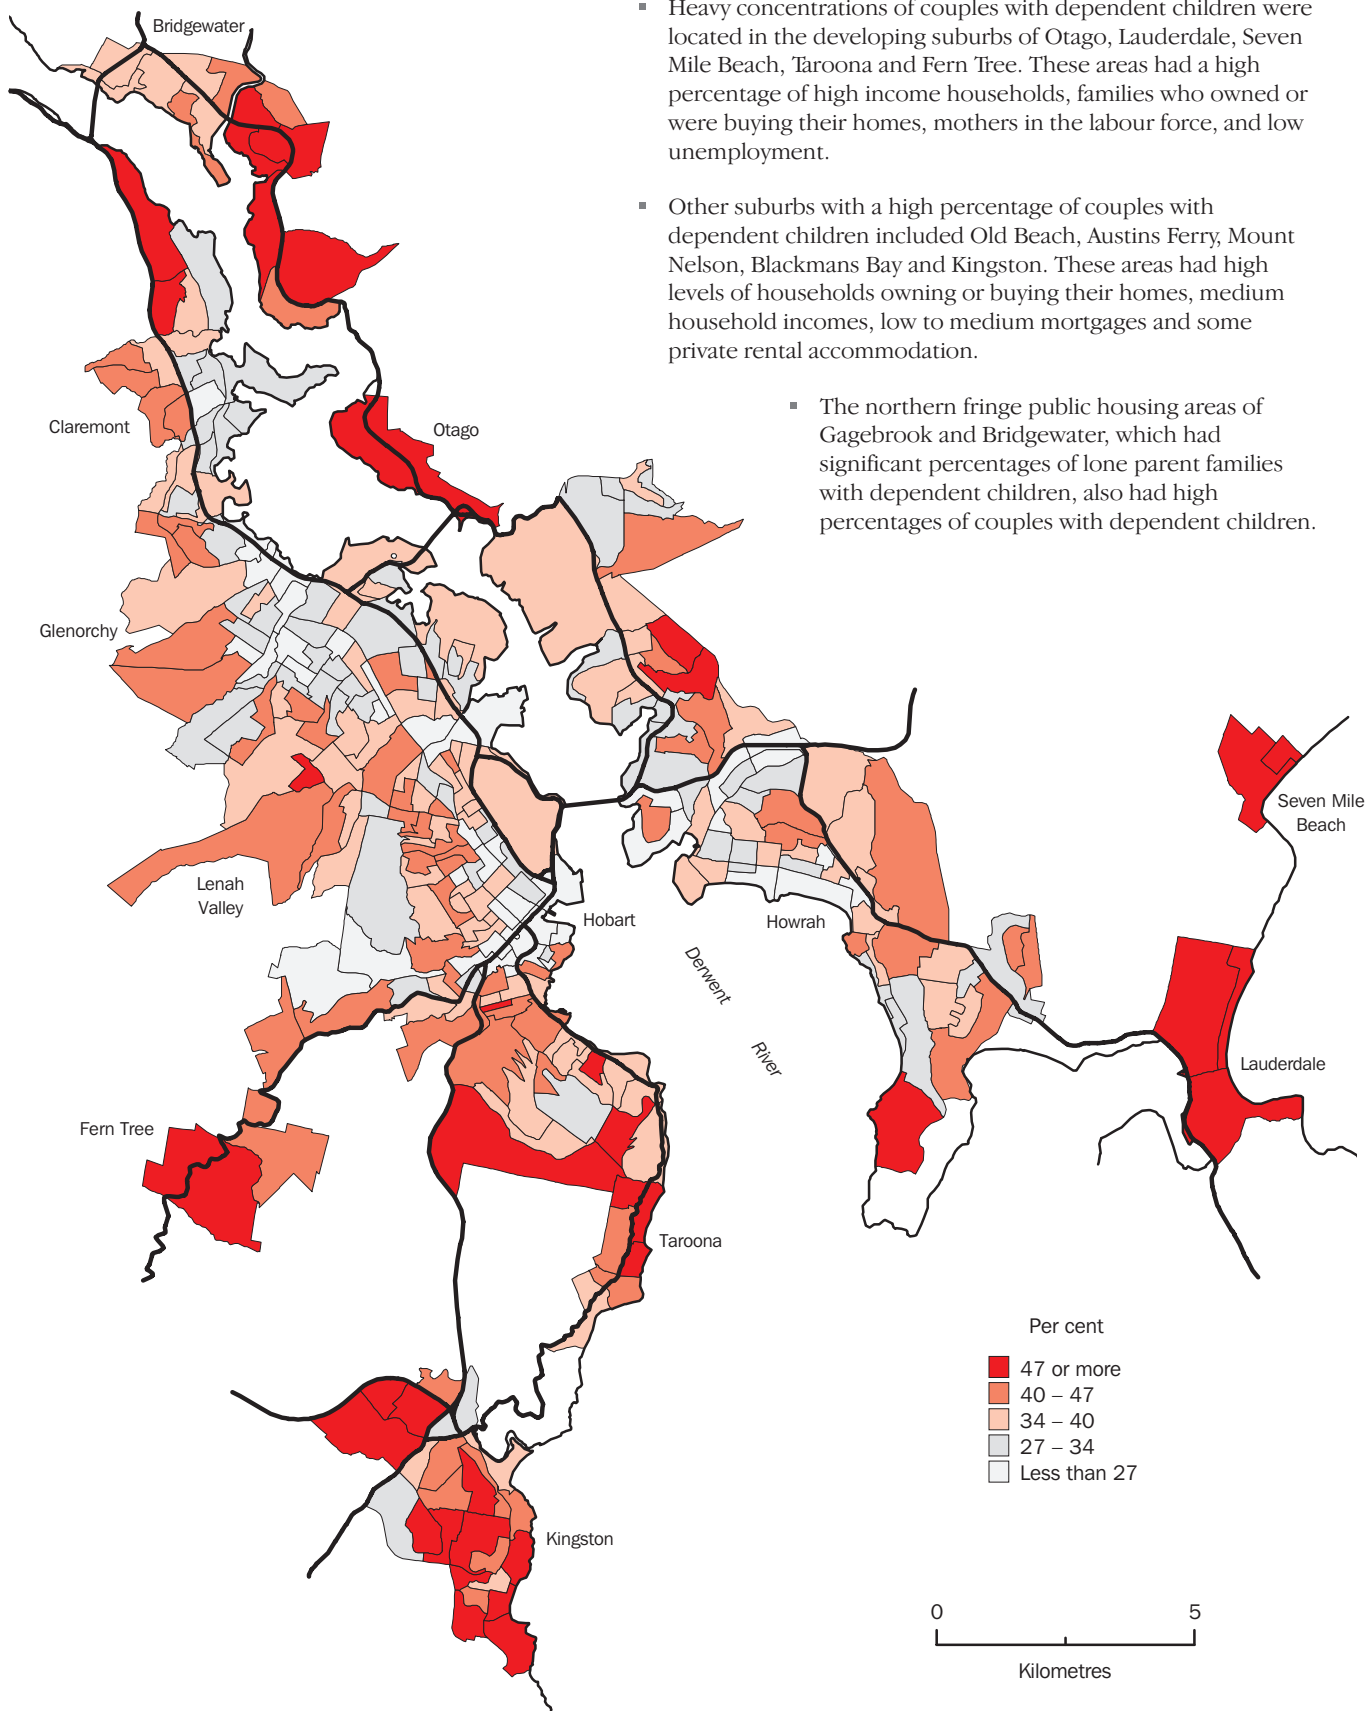 ▪ Heavy concentrations of couples with dependent children were
located in the developing suburbs of Otago, Lauderdale, Seven
Mile Beach, Taroona and Fern Tree. These areas had a high
percentage of high income households, families who owned or
were buying their homes, mothers in the labour force, and low
unemployment.
▪ Other suburbs with a high percentage of couples with
dependent children included Old Beach, Austins Ferry, Mount
Nelson, Blackmans Bay and Kingston. These areas had high
levels of households owning or buying their homes, medium
household incomes, low to medium mortgages and some
private rental accommodation.
▪ The northern fringe public housing areas of
Gagebrook and Bridgewater, which had
significant percentages of lone parent families
with dependent children, also had high
percentages of couples with dependent children.
Bridgewater
Claremont
Otago
Glenorchy
Seven Mile
Beach
Lenah
Valley
Hobart
Howrah
Derwent
River
Lauderdale
Fern Tree
Taroona
Kingston
Per cent
47 or more
40 – 47
34 – 40
27 – 34
Less than 27
0 5
Kilometres